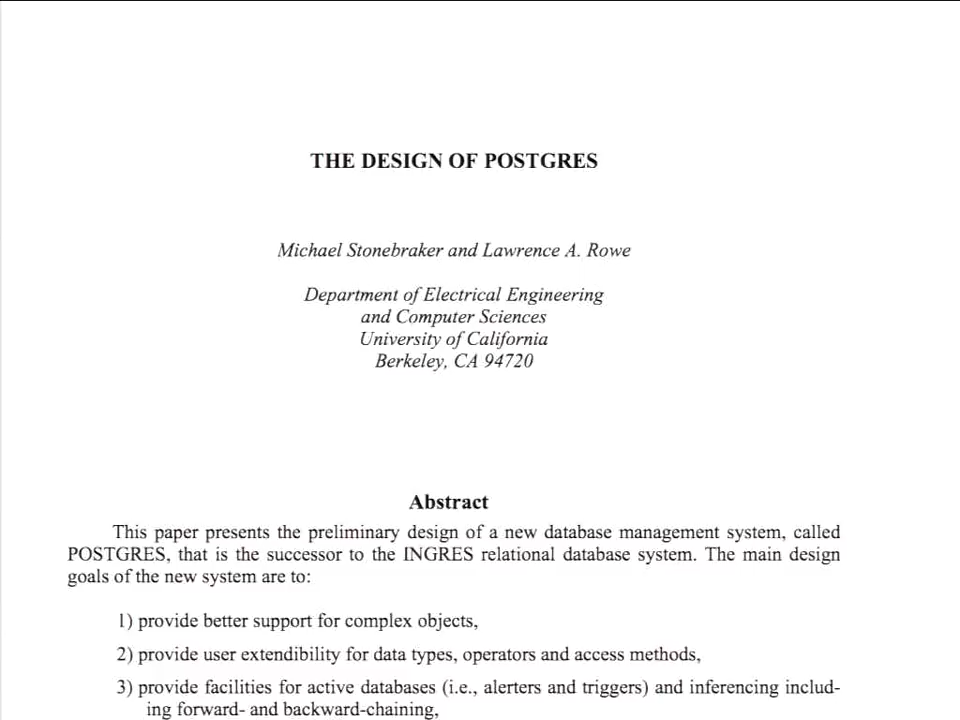 THE DESIGN OF POSTGRES
Michael Stonebraker and Lawrence A. Rowe
Department of Electrical Engineering
and Computer Sciences
University of California
Berkeley, CA 94720
Abstract
This paper presents the preliminary design of a new database management system, called
POSTGRES, that is the successor to the INGRES relational database system. The main design
goals of the new system are to:
1) provide better support for complex objects,
2) provide user extendibility for data types, operators and access methods,
3) provide facilities for active databases (i.e., alerters and triggers) and inferencing includ-
ing forward- and backward-chaining,